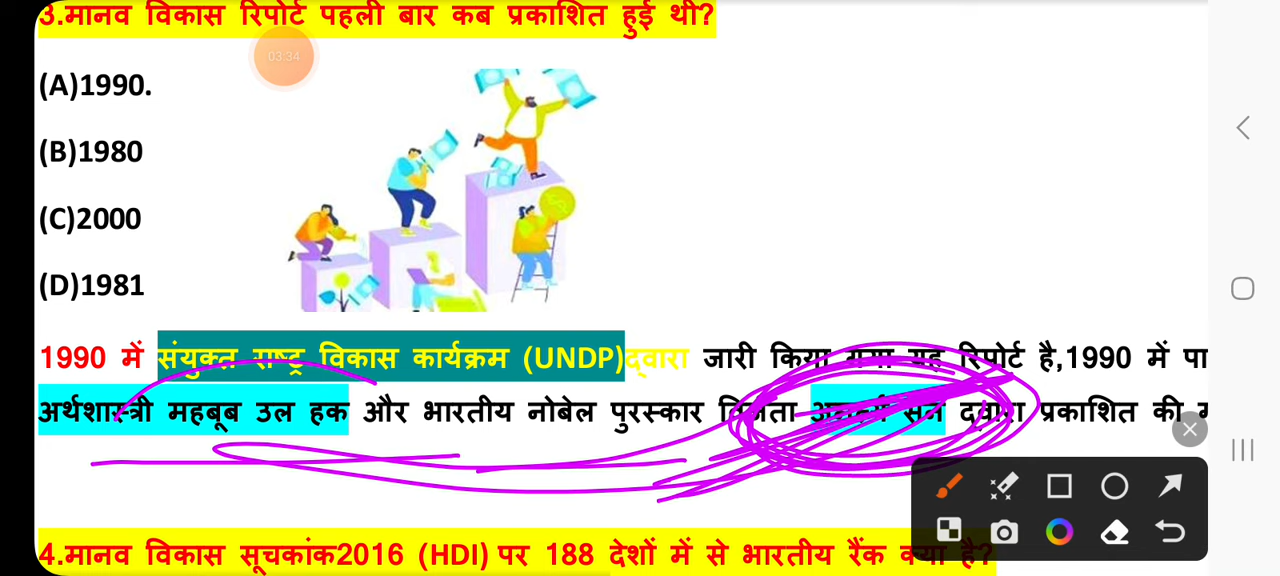 3.मानव विकास रिपोर्ट पहली बार कब प्रकाशित हुई थी?
03:34
(A)1990.
(B)1980
(C)2000
(D)1981
1990 में संयुक्त राष्ट्र विकास कार्यक्रम (UNDP)द्वारा जारी किया गया यह रिपोर्ट है,1990 में पा
अर्थशास्त्री महबूब उल हक और भारतीय नोबेल पुरस्कार द्वारा प्रकाशित की
4.मानव विकास सूचकांक2016 (HDI) पर 188 देशों में से भारतीय रैंक क्या है?